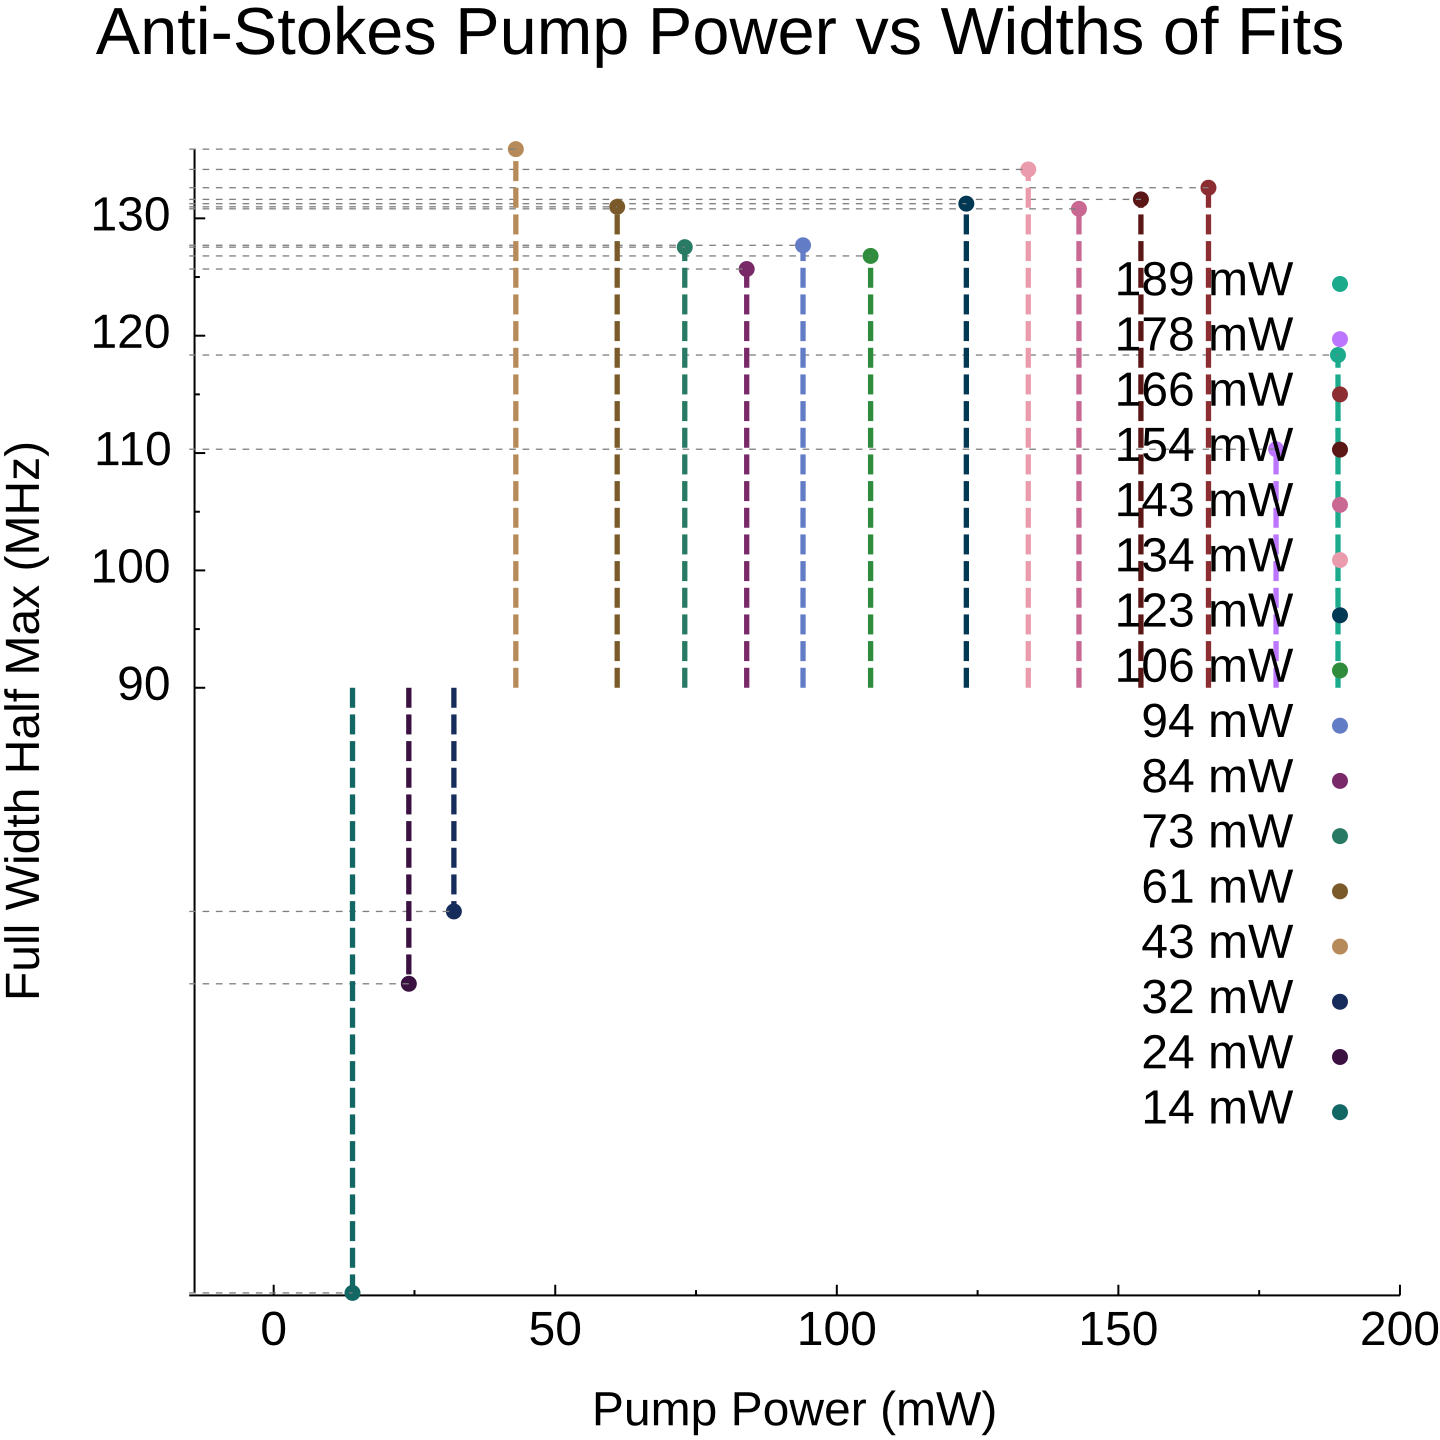 Anti-Stokes Pump Power vs Widths of Fits
Full Width Half Max (MHz)
130
120
110
100
90
189 mW
178 mW
166 mW
154 mW
143 mW
134 mW
123 mW
106 mW
94 mW
84 mW
73 mW
61 mW
43 mW
32 mW
24 mW
14 mW
0 50 100 150 200
Pump Power (mW)